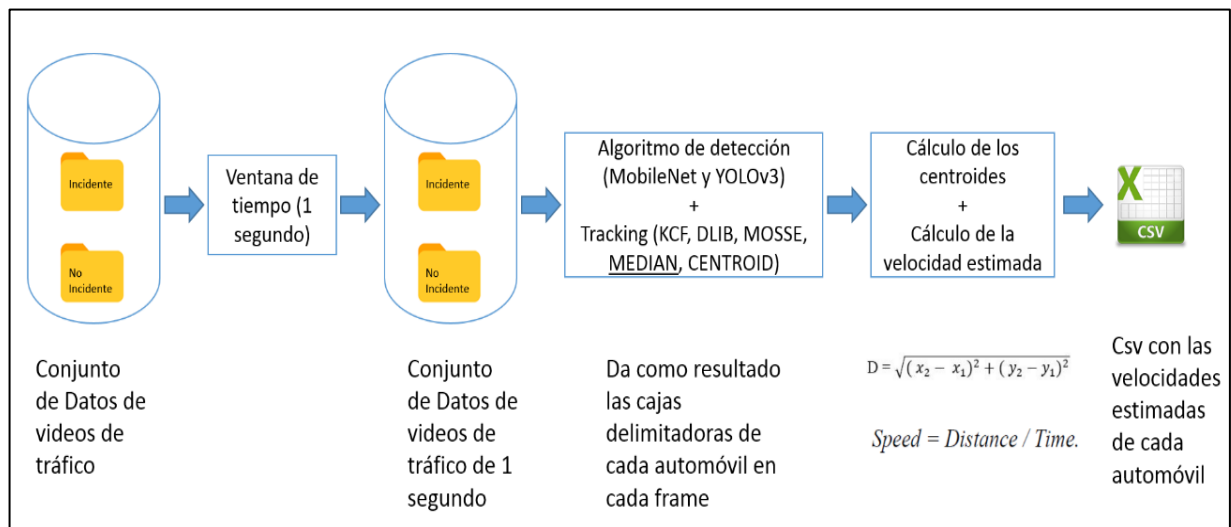 Incidente
No
Incidente
Ventana de
tiempo (1
segundo)
Incidente
No
Incidente
Algoritmo de detección
(MobileNet y YOLOv3)
+
Tracking (KCF, DLIB, MOSSE,
MEDIAN, CENTROID)
Cálculo de los
centroides
+
Cálculo de la
velocidad estimada
X
CSV
Conjunto
de Datos de
videos de
tráfico
Conjunto
de Datos de
videos de
tráfico de 1
segundo
Da como resultado
las cajas
delimitadoras de
cada automóvil en
cada frame
D = √(x₂ − x₁)² + (y₂ − y₁)²
Speed = Distance / Time.
Csv con las
velocidades
estimadas
de cada
automóvil